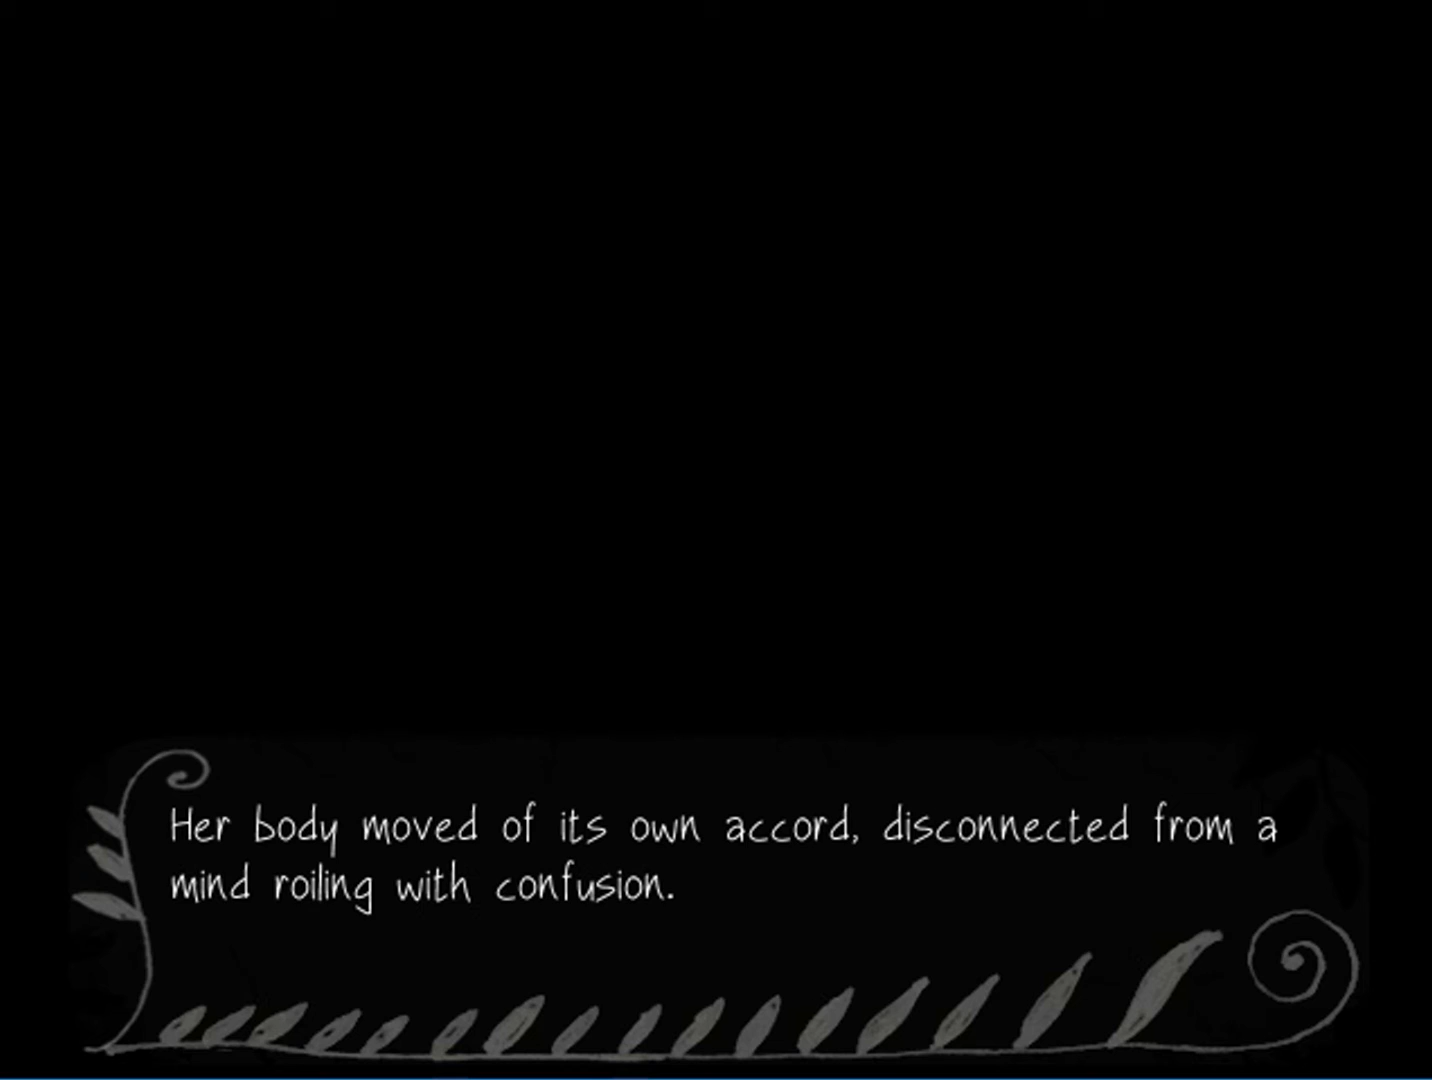 Her body moved of its own accord, disconnected from a
mind roiling with confusion.